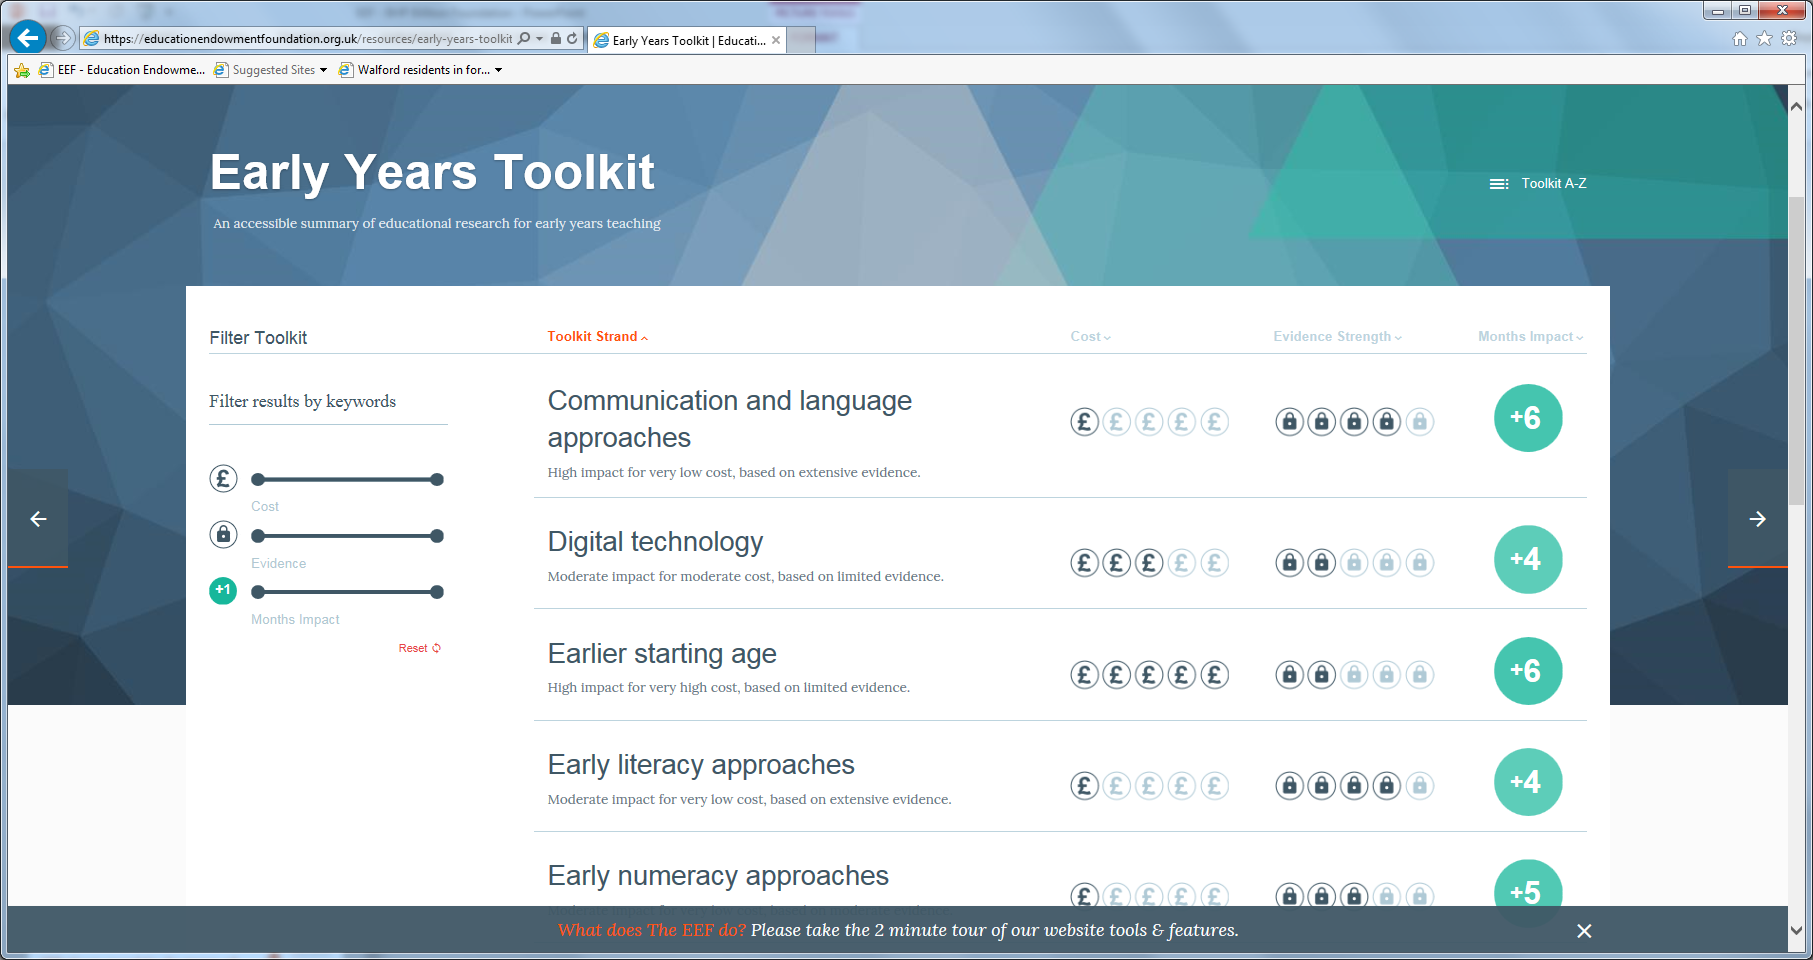 https://educationendowmentfoundation.org.uk/resources/early-years-toolkit
Early Years Toolkit | Educati...
EEF - Education Endowme...
Suggested Sites
Walford residents in for...
Early Years Toolkit
An accessible summary of educational research for early years teaching
Toolkit A-Z
Filter Toolkit
Toolkit Strand
Cost
Evidence Strength
Months Impact
Filter results by keywords
£
Cost
Evidence
+1
Months Impact
Reset
Communication and language
approaches
High impact for very low cost, based on extensive evidence.
£ £ £ £ £
+6
Digital technology
Moderate impact for moderate cost, based on limited evidence.
£ £ £ £ £
+4
Earlier starting age
High impact for very high cost, based on limited evidence.
£ £ £ £ £
+6
Early literacy approaches
Moderate impact for very low cost, based on extensive evidence.
£ £ £ £ £
+4
Early numeracy approaches
£ £ £ £ £
+5
What does The EEF do? Please take the 2 minute tour of our website tools & features.